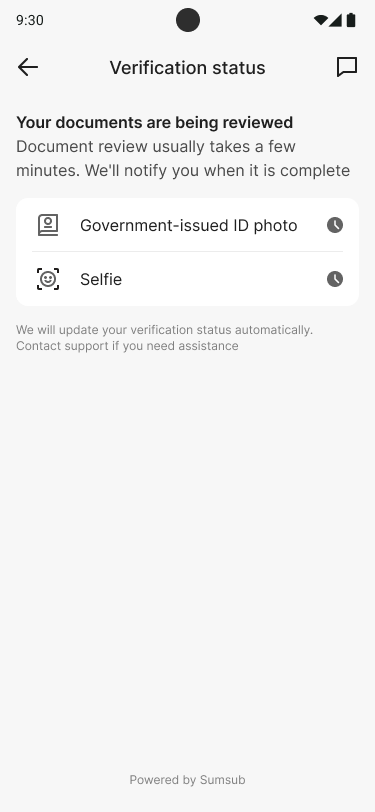 9:30
Verification status
Your documents are being reviewed
Document review usually takes a few
minutes. We'll notify you when it is complete
Government-issued ID photo
Selfie
We will update your verification status automatically.
Contact support if you need assistance
Powered by Sumsub